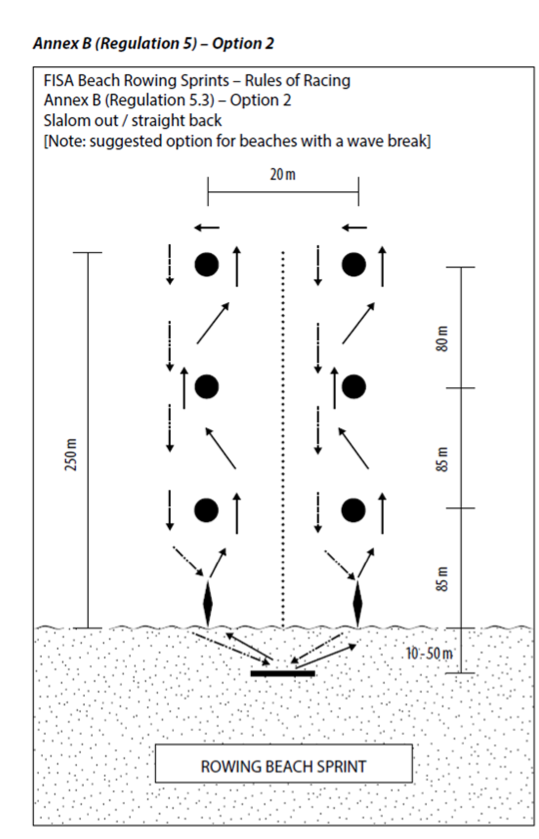 Annex B (Regulation 5) – Option 2
FISA Beach Rowing Sprints – Rules of Racing
Annex B (Regulation 5.3) – Option 2
Slalom out / straight back
[Note: suggested option for beaches with a wave break]
20 m
80 m
250 m
85 m
85 m
10 - 50 m
ROWING BEACH SPRINT